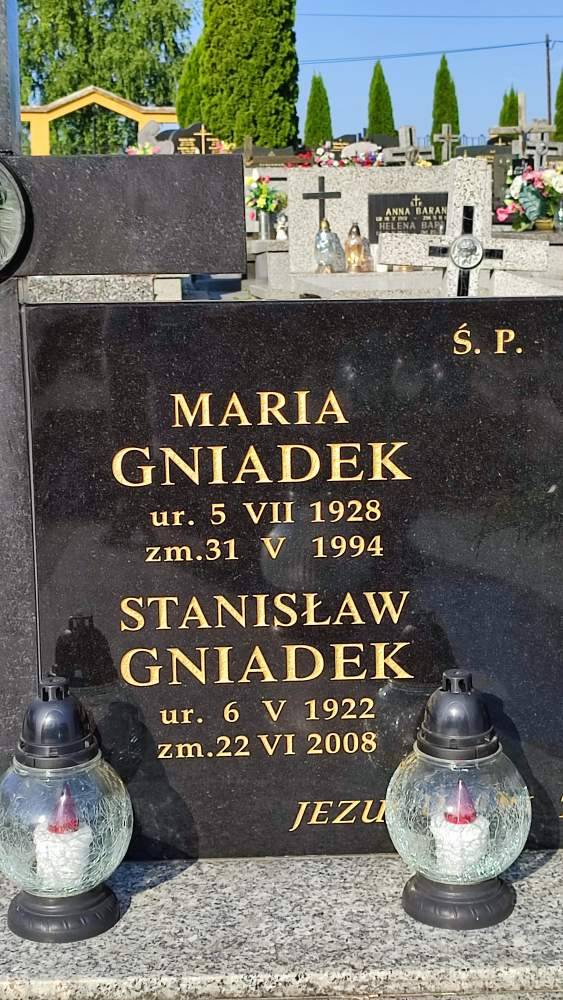 Ś.P.
ANNA BARAN
HELENA
Ś. P.
MARIA
GNIADEK
ur. 5 VII 1928
zm.31 V 1994
STANISŁAW
GNIADEK
ur. 6 V 1922
zm.22 VI 2008